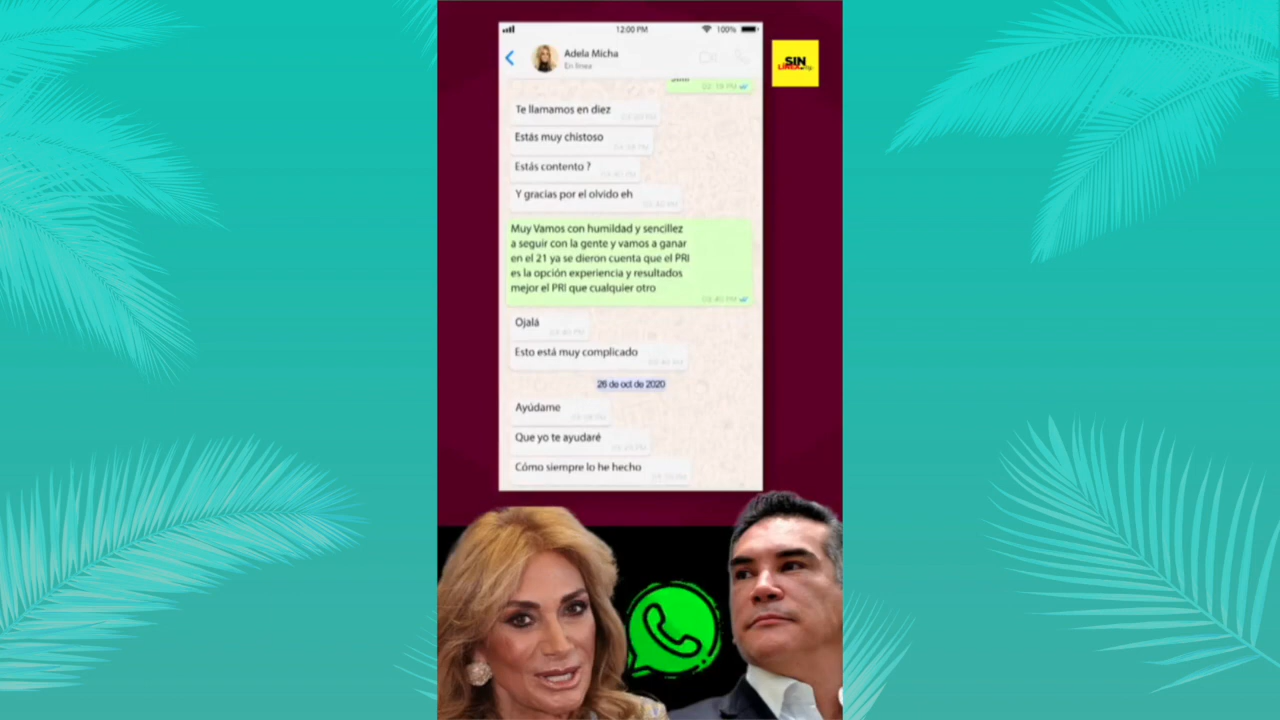 12:00 PM
100%
Adela Micha
En línea
SIN
LINEA
Te llamamos en diez
Estás muy chistoso
Estás contento ?
Y gracias por el olvido eh
Muy Vamos con humildad y sencillez
a seguir con la gente y vamos a ganar
en el 21 ya se dieron cuenta que el PRI
es la opción experiencia y resultados
mejor el PRI que cualquier otro
Ojalá
Esto está muy complicado
26 de oct de 2020
Ayúdame
Que yo te ayudaré
Cómo siempre lo he hecho